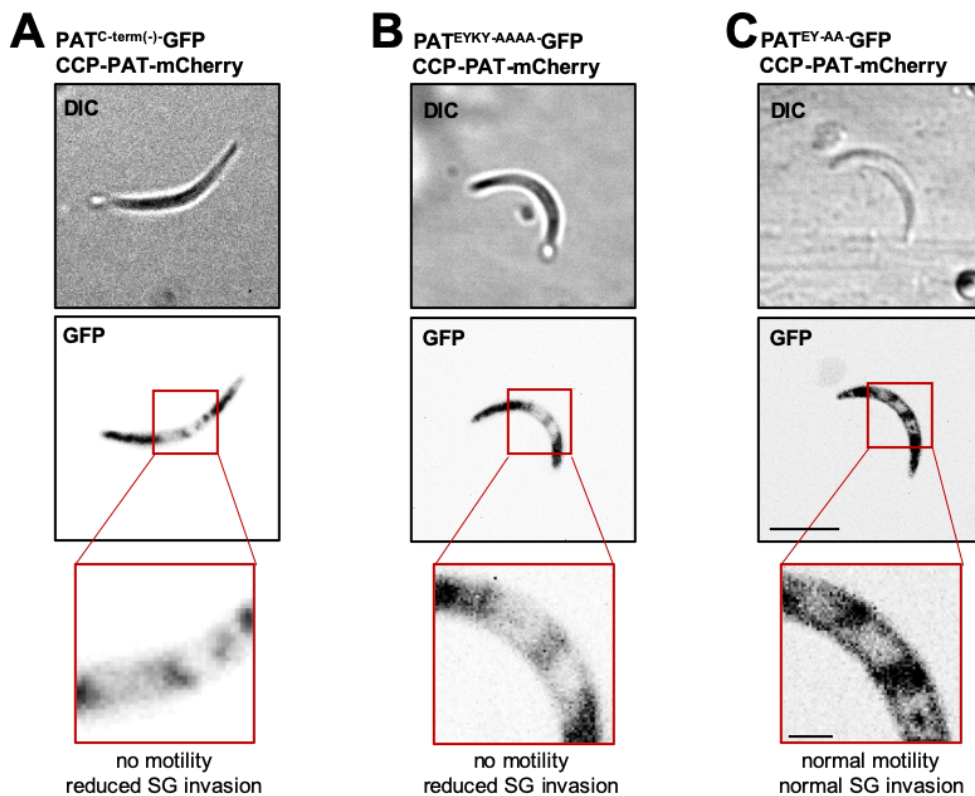 A
PAT^C-term(-)-GFP
CCP-PAT-mCherry
DIC
GFP
no motility
reduced SG invasion
B
PAT^EYKY-AAAA-GFP
CCP-PAT-mCherry
DIC
GFP
no motility
reduced SG invasion
C
PAT^EY-AA-GFP
CCP-PAT-mCherry
DIC
GFP
normal motility
normal SG invasion